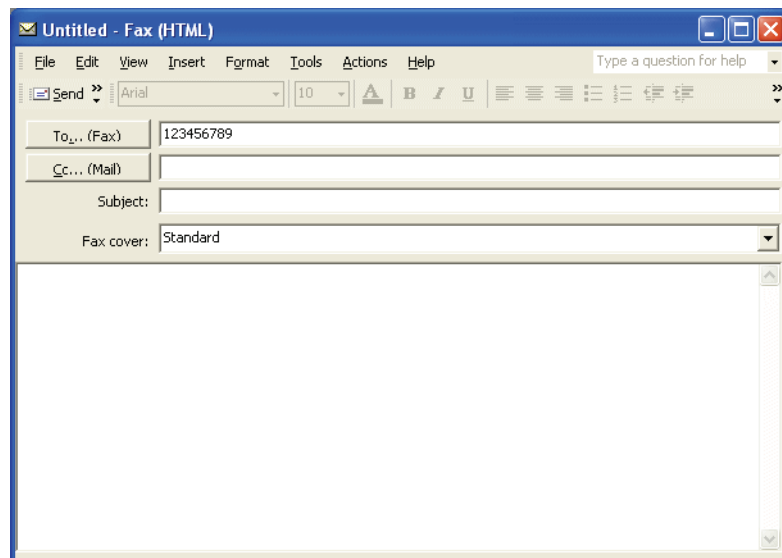 Untitled - Fax (HTML)
File Edit View Insert Format Tools Actions Help Type a question for help
Send » Arial 10 A B I U »
To... (Fax) 123456789
Cc... (Mail)
Subject:
Fax cover: Standard